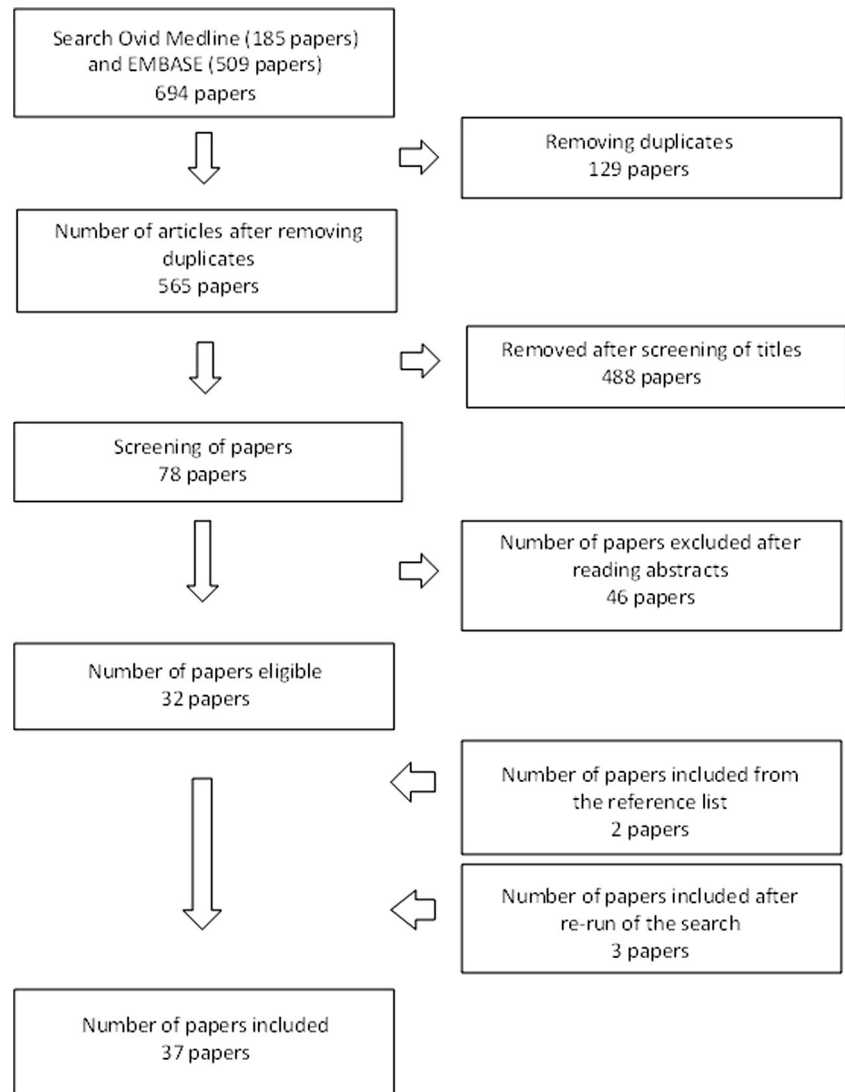 Search Ovid Medline (185 papers)
and EMBASE (509 papers)
694 papers
Removing duplicates
129 papers
Number of articles after removing
duplicates
565 papers
Removed after screening of titles
488 papers
Screening of papers
78 papers
Number of papers excluded after
reading abstracts
46 papers
Number of papers eligible
32 papers
Number of papers included from
the reference list
2 papers
Number of papers included after
re-run of the search
3 papers
Number of papers included
37 papers